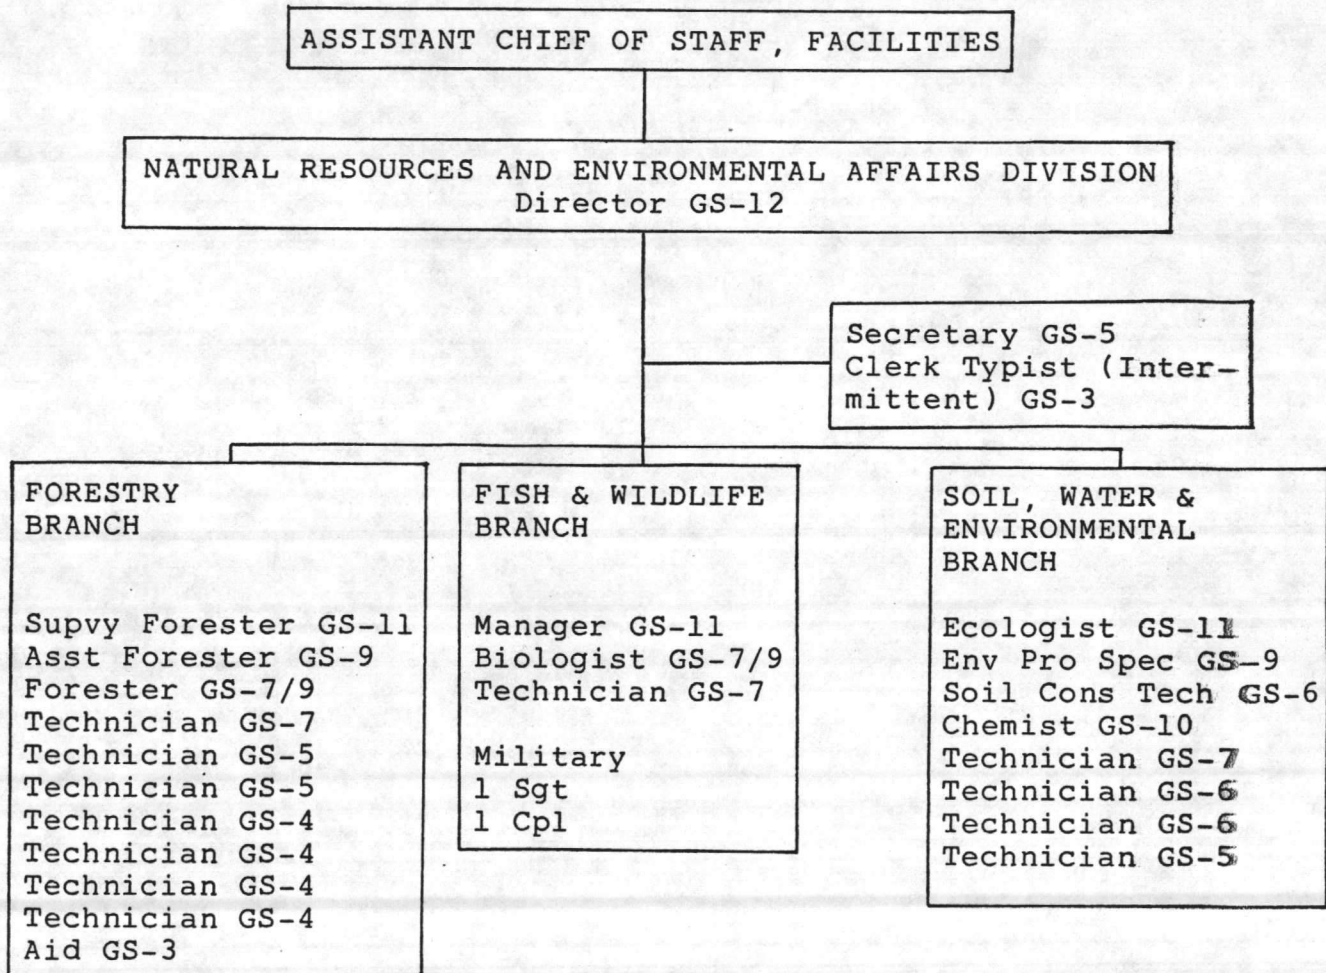 ASSISTANT CHIEF OF STAFF, FACILITIES
NATURAL RESOURCES AND ENVIRONMENTAL AFFAIRS DIVISION
Director GS-12
Secretary GS-5
Clerk Typist (Inter-
mittent) GS-3
FORESTRY
BRANCH
Supvy Forester GS-11
Asst Forester GS-9
Forester GS-7/9
Technician GS-7
Technician GS-5
Technician GS-5
Technician GS-4
Technician GS-4
Technician GS-4
Technician GS-4
Aid GS-3
FISH & WILDLIFE
BRANCH
Manager GS-11
Biologist GS-7/9
Technician GS-7
Military
1 Sgt
1 Cpl
SOIL, WATER &
ENVIRONMENTAL
BRANCH
Ecologist GS-11
Env Pro Spec GS-9
Soil Cons Tech GS-6
Chemist GS-10
Technician GS-7
Technician GS-6
Technician GS-6
Technician GS-5